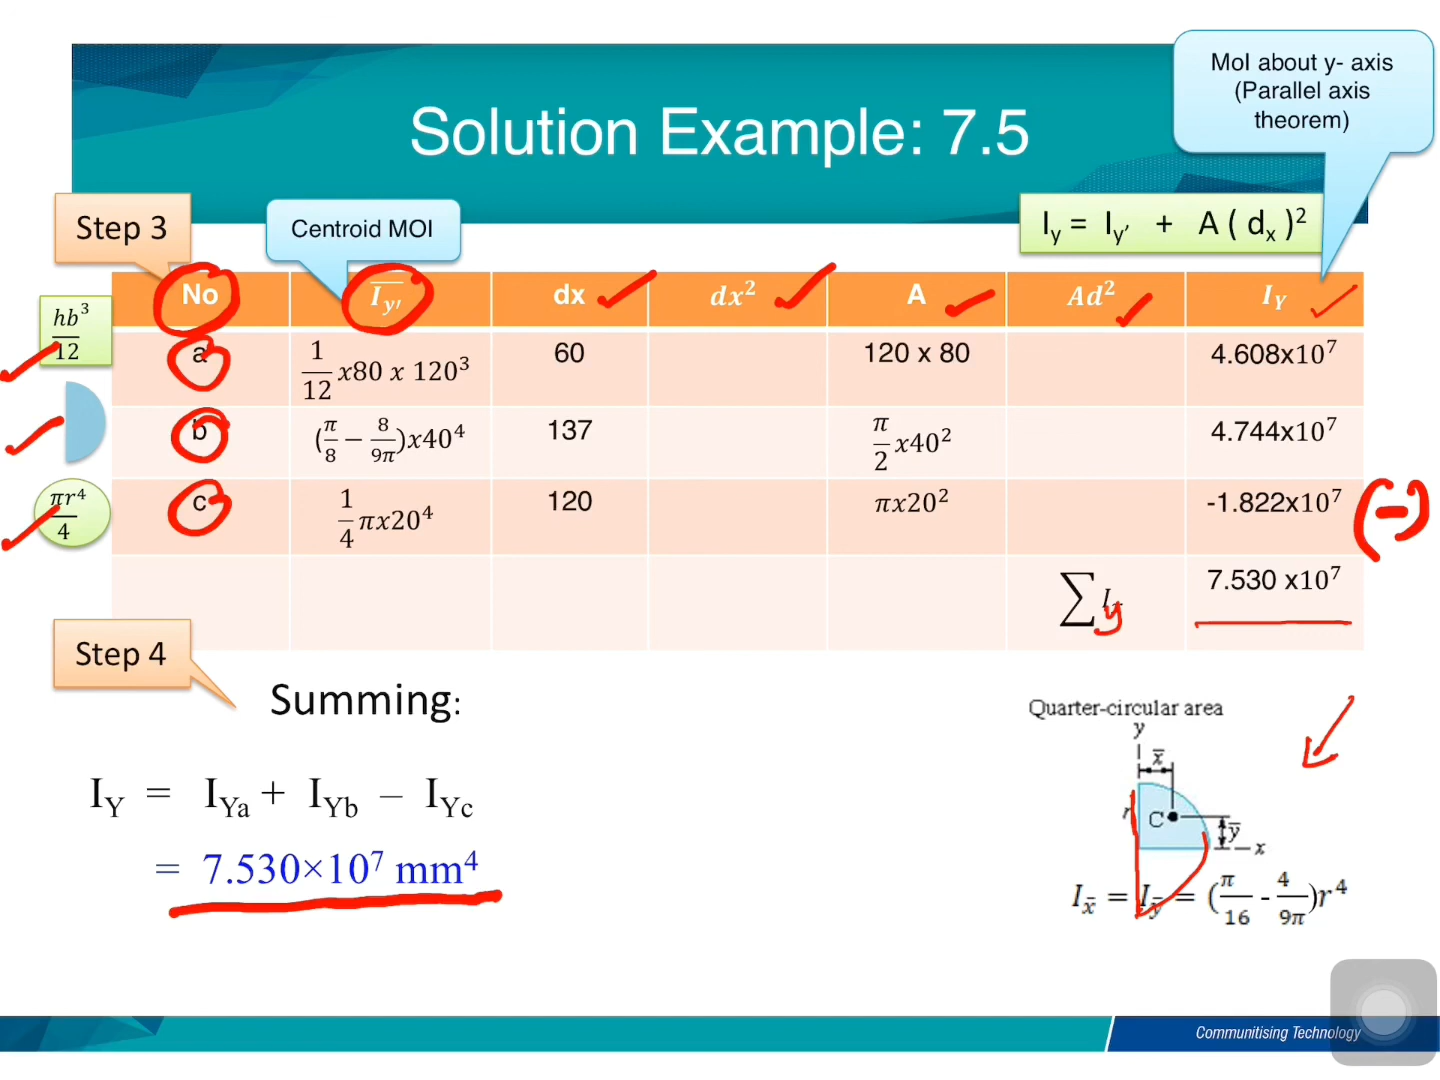 MoI about y- axis
(Parallel axis
theorem)
Solution Example: 7.5
Step 3
Centroid MOI
I_y = I_y′ + A ( d_x )²
No	I̅_y′	dx	dx²	A	Ad²	I_Y
hb³/12
a	1/12 x80 x 120³	60	120 x 80	4.608x10⁷
b	(π/8 − 8/9π)x40⁴	137	π/2 x40²	4.744x10⁷
πr⁴/4
c	1/4 πx20⁴	120	πx20²	-1.822x10⁷	(-)
∑ I y	7.530 x10⁷
Step 4
Summing:
I_Y = I_Ya + I_Yb – I_Yc
= 7.530×10⁷ mm⁴
Quarter-circular area
y
x̅
r
C
y̅
x
I_x̅ = I_y̅ = (π/16 - 4/9π)r⁴
Communitising Technology